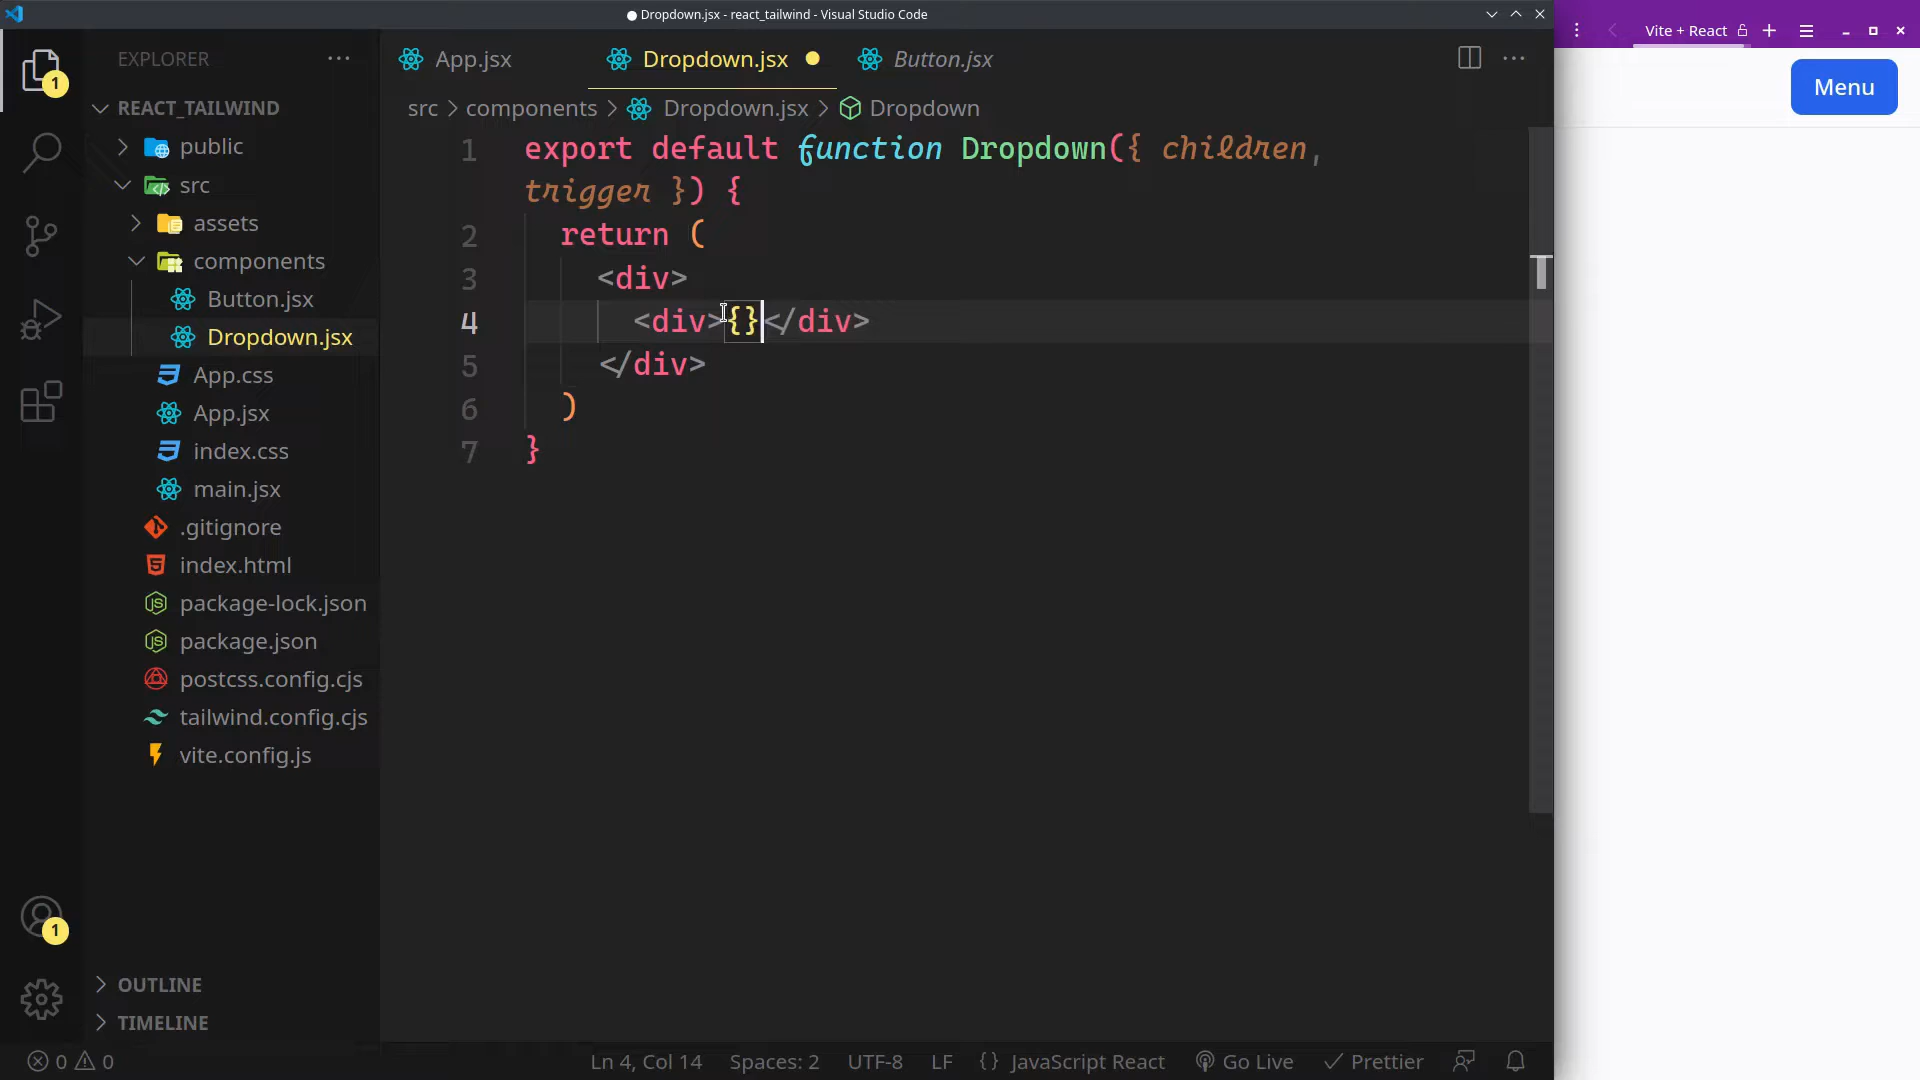 Dropdown.jsx - react_tailwind - Visual Studio Code
Vite + React
1
EXPLORER
App.jsx
Dropdown.jsx
Button.jsx
Menu
REACT_TAILWIND
src > components > Dropdown.jsx > Dropdown
public
src
assets
components
Button.jsx
Dropdown.jsx
App.css
App.jsx
index.css
main.jsx
.gitignore
index.html
package-lock.json
package.json
postcss.config.cjs
tailwind.config.cjs
vite.config.js
1 export default function Dropdown({ children,
trigger }) {
2 return (
3 <div>
4 <div>{}</div>
5 </div>
6 )
7 }
1
OUTLINE
TIMELINE
0 0 Ln 4, Col 14 Spaces: 2 UTF-8 LF {} JavaScript React Go Live Prettier